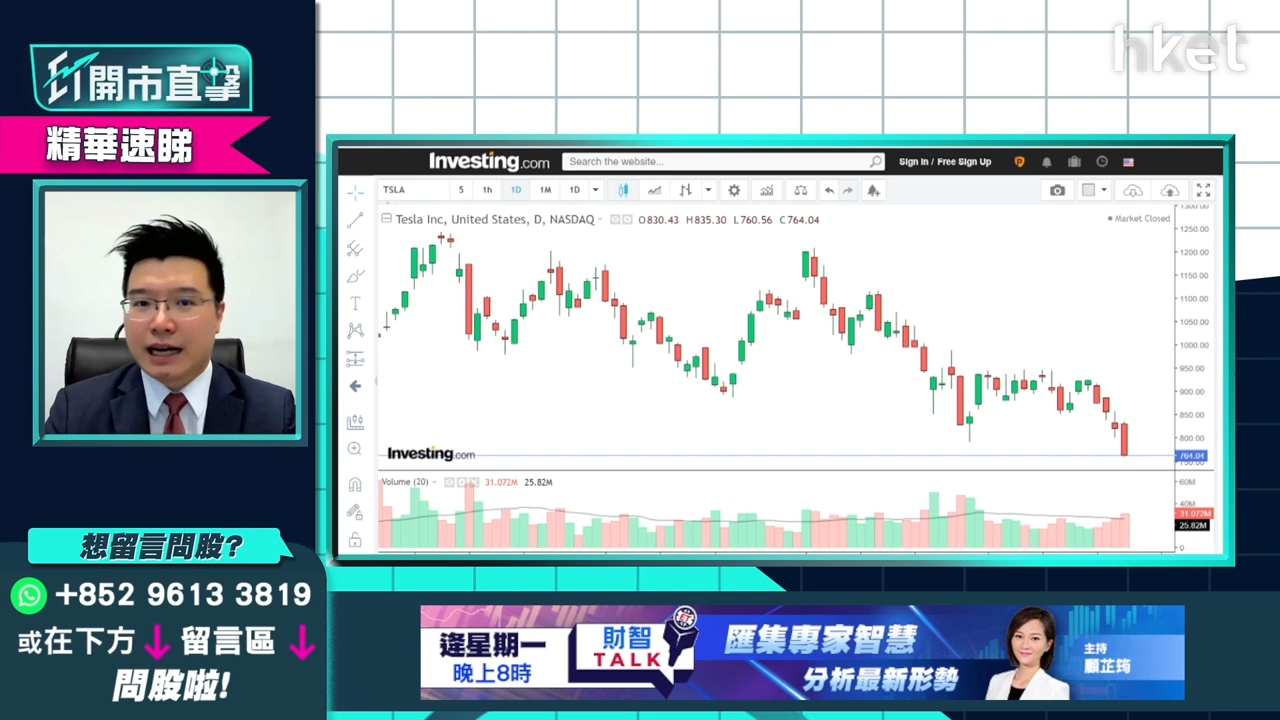 ET開市直擊
精華速睇
hket
Investing.com
Search the website...
Sign In / Free Sign Up
TSLA
5
1h
1D
1M
1D
Tesla Inc, United States, D, NASDAQ
O830.43 H835.30 L760.56 C764.04
Market Closed
1300.00
1250.00
1200.00
1150.00
1100.00
1050.00
1000.00
950.00
900.00
850.00
800.00
764.04
750.00
Investing.com
Volume (20)
31.072M
25.82M
60M
40M
31.072M
25.82M
0
想留言問股?
+852 9613 3819
或在下方 留言區
問股啦!
逢星期一
晚上8時
財智
TALK
匯集專家智慧
分析最新形勢
主持
顧芷筠